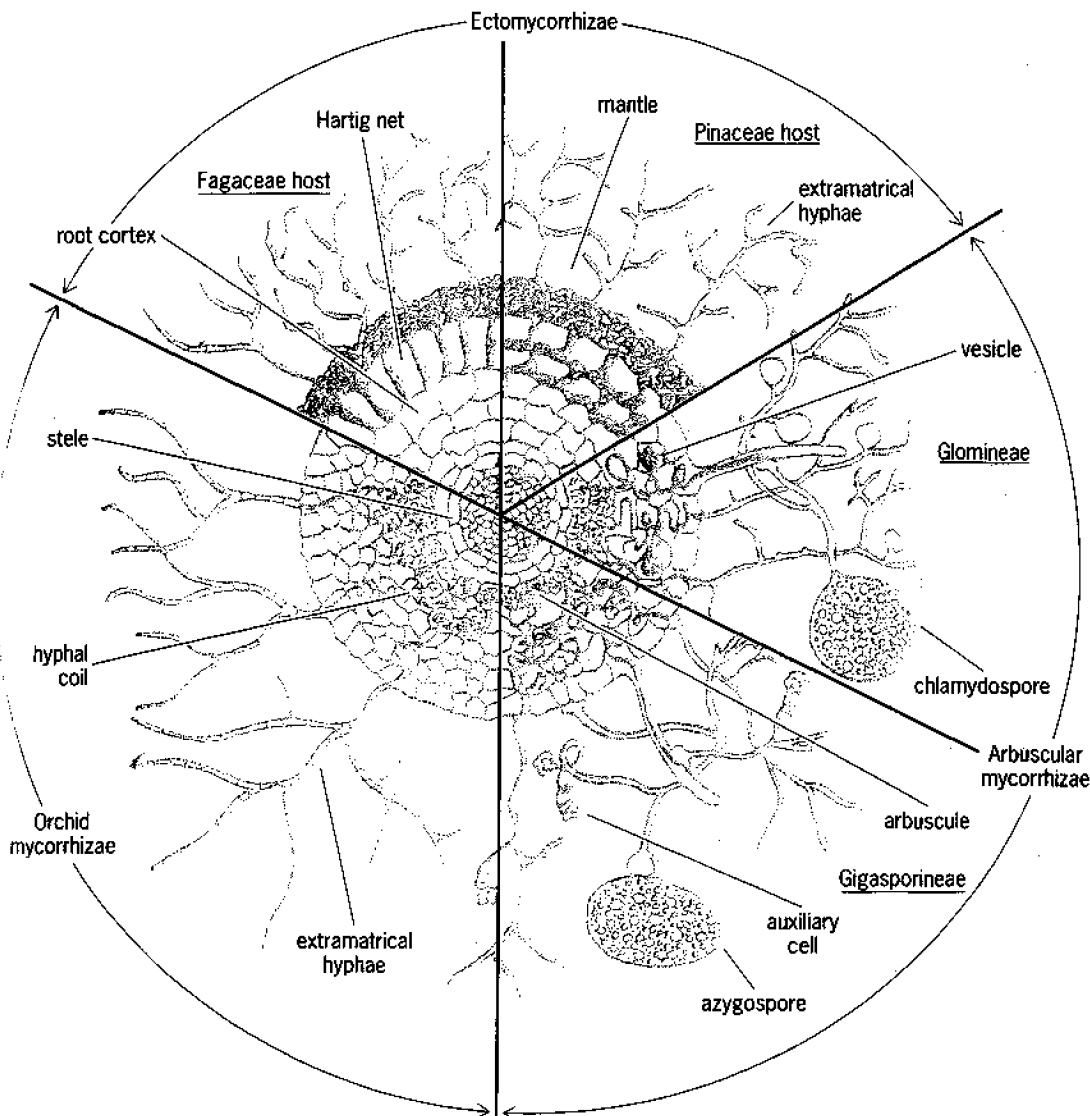 Ectomycorrhizae
mantle
Hartig net
Pinaceae host
Fagaceae host
extramatrical
hyphae
root cortex
vesicle
stele
Glomineae
hyphal
coil
chlamydospore
Arbuscular
mycorrhizae
arbuscule
Orchid
mycorrhizae
Gigasporineae
auxiliary
cell
extramatrical
hyphae
azygospore